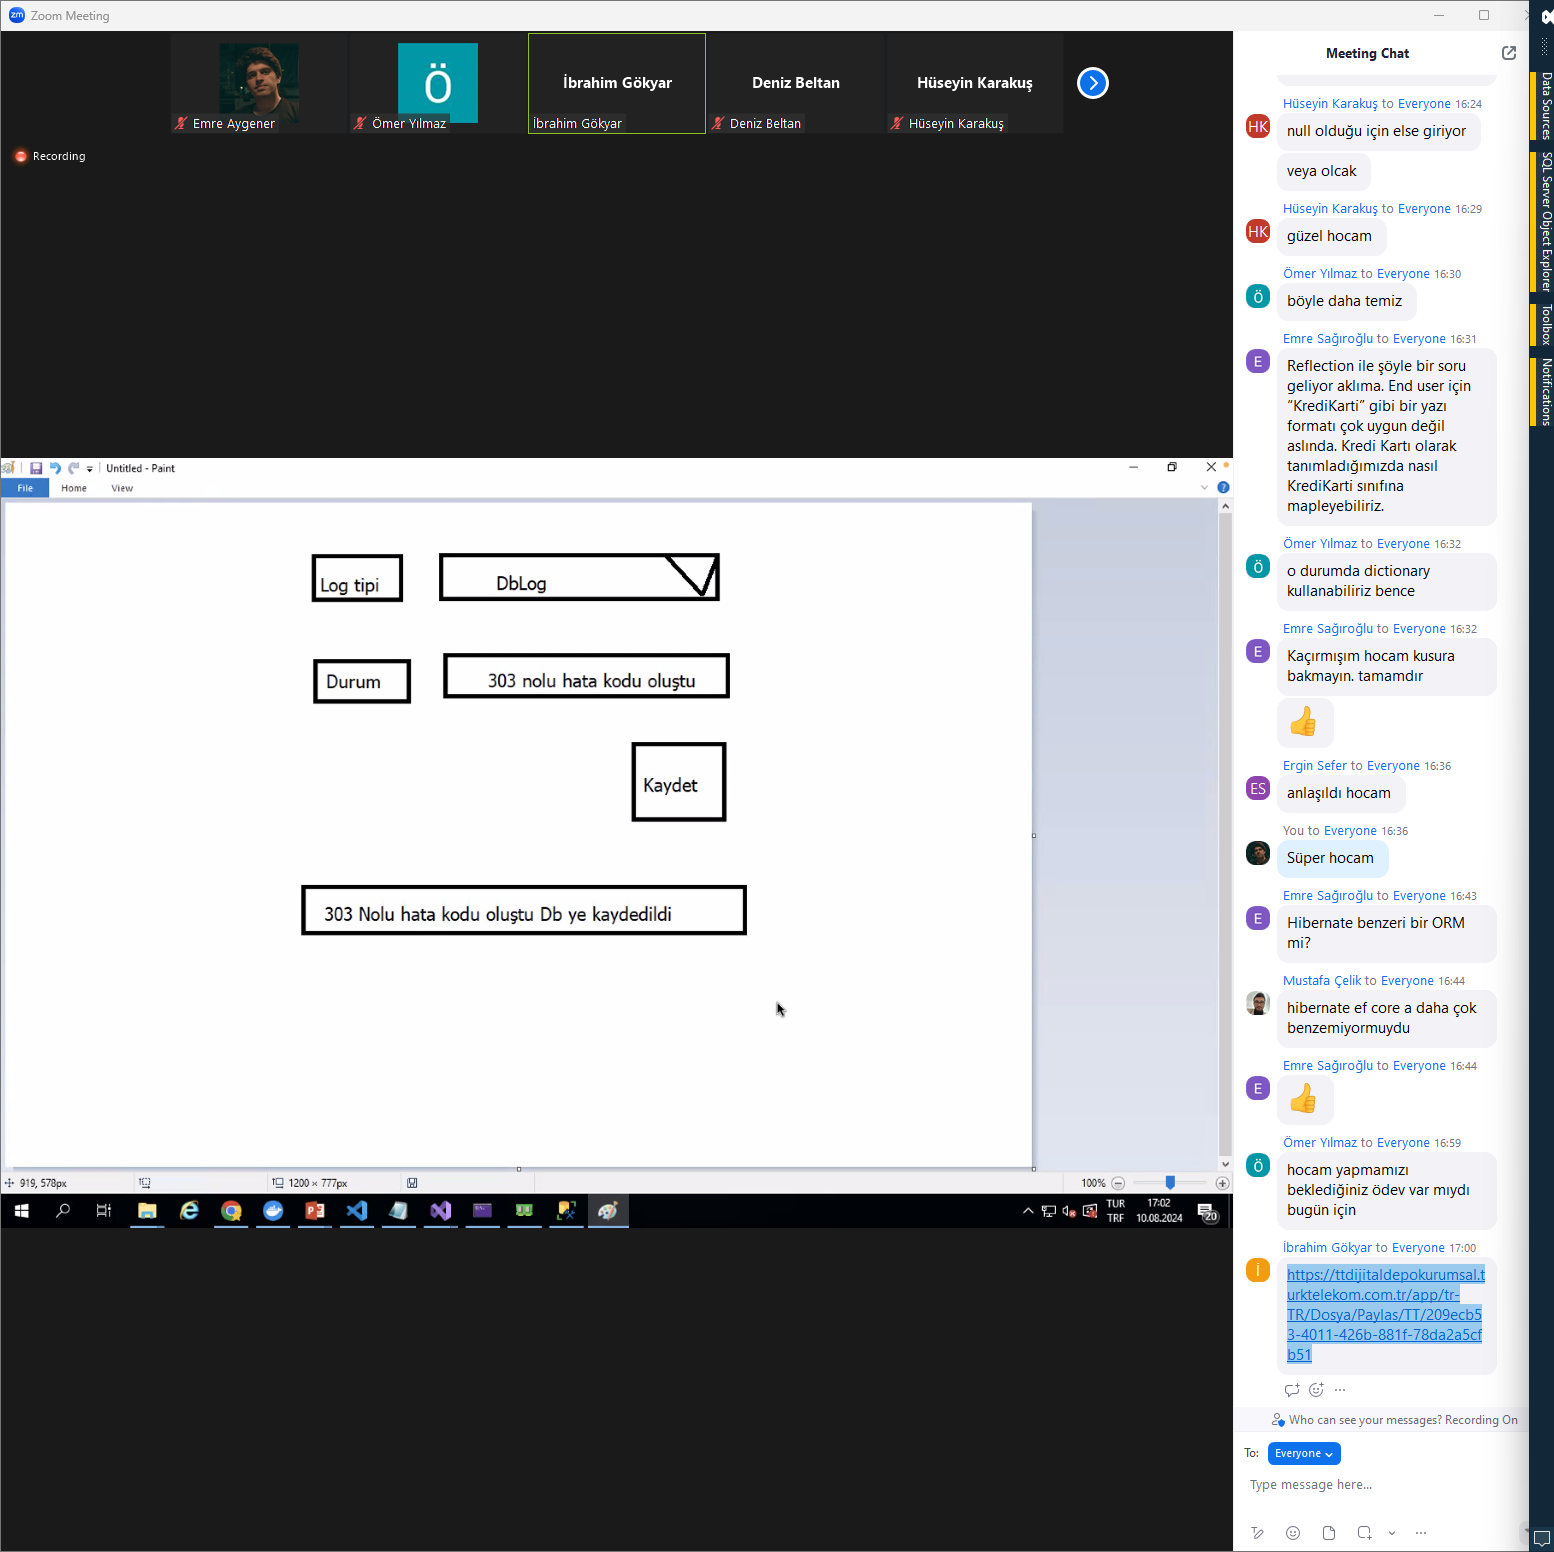 Zoom Meeting
Emre Aygener
Ö
Ömer Yılmaz
İbrahim Gökyar
İbrahim Gökyar
Deniz Beltan
Deniz Beltan
Hüseyin Karakuş
Hüseyin Karakuş
Recording
Untitled - Paint
File
Home
View
Log tipi
DbLog
Durum
303 nolu hata kodu oluştu
Kaydet
303 Nolu hata kodu oluştu Db ye kaydedildi
919, 578px
1200 × 777px
100%
TUR
TRF
17:02
10.08.2024
20
Meeting Chat
Hüseyin Karakuş to Everyone 16:24
HK
null olduğu için else giriyor
veya olcak
Hüseyin Karakuş to Everyone 16:29
HK
güzel hocam
Ömer Yılmaz to Everyone 16:30
Ö
böyle daha temiz
Emre Sağıroğlu to Everyone 16:31
E
Reflection ile şöyle bir soru
geliyor aklıma. End user için
“KrediKarti” gibi bir yazı
formatı çok uygun değil
aslında. Kredi Kartı olarak
tanımladığımızda nasıl
KrediKarti sınıfına
mapleyebiliriz.
Ömer Yılmaz to Everyone 16:32
Ö
o durumda dictionary
kullanabiliriz bence
Emre Sağıroğlu to Everyone 16:32
E
Kaçırmışım hocam kusura
bakmayın. tamamdır
Ergin Sefer to Everyone 16:36
ES
anlaşıldı hocam
You to Everyone 16:36
Süper hocam
Emre Sağıroğlu to Everyone 16:43
E
Hibernate benzeri bir ORM
mi?
Mustafa Çelik to Everyone 16:44
hibernate ef core a daha çok
benzemiyormuydu
Emre Sağıroğlu to Everyone 16:44
E
Ömer Yılmaz to Everyone 16:59
Ö
hocam yapmamızı
beklediğiniz ödev var mıydı
bugün için
İbrahim Gökyar to Everyone 17:00
İ
https://ttdijitaldepokurumsal.t
urktelekom.com.tr/app/tr-
TR/Dosya/Paylas/TT/209ecb5
3-4011-426b-881f-78da2a5cf
b51
Who can see your messages? Recording On
To: Everyone
Type message here...
Data Sources
SQL Server Object Explorer
Toolbox
Notifications